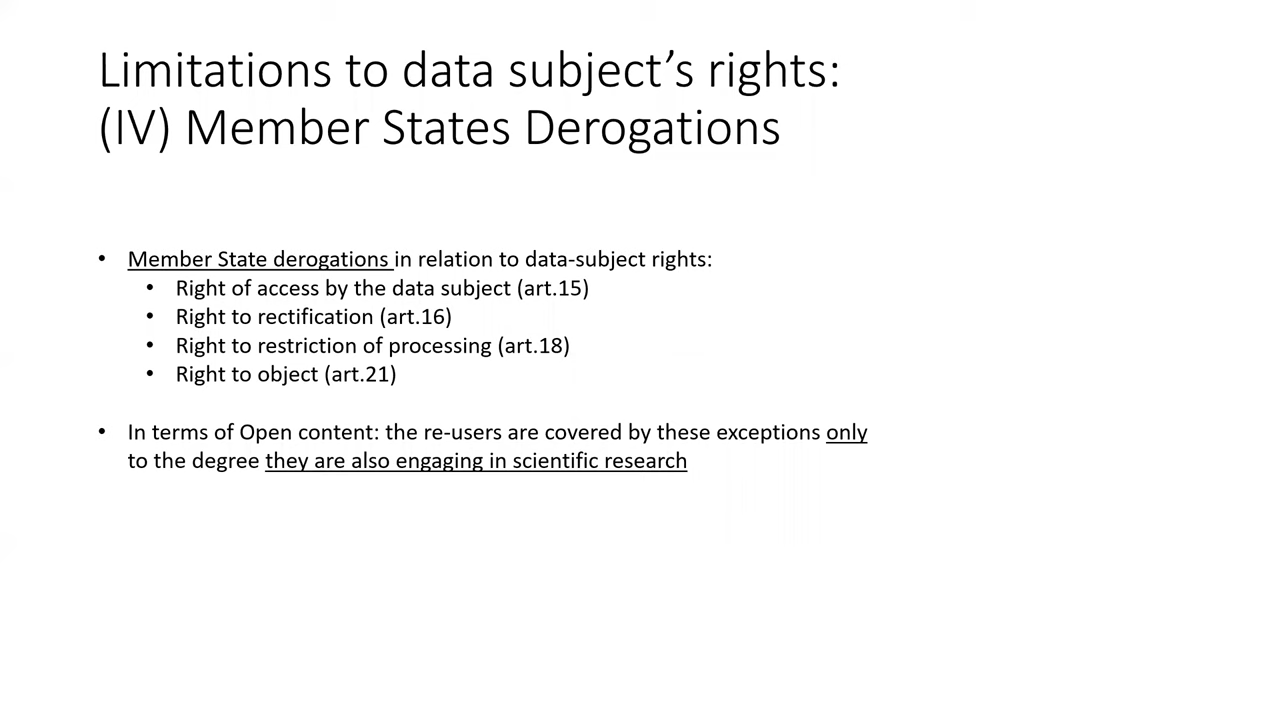 Limitations to data subject’s rights:
(IV) Member States Derogations
• Member State derogations in relation to data-subject rights:
• Right of access by the data subject (art.15)
• Right to rectification (art.16)
• Right to restriction of processing (art.18)
• Right to object (art.21)
• In terms of Open content: the re-users are covered by these exceptions only
to the degree they are also engaging in scientific research